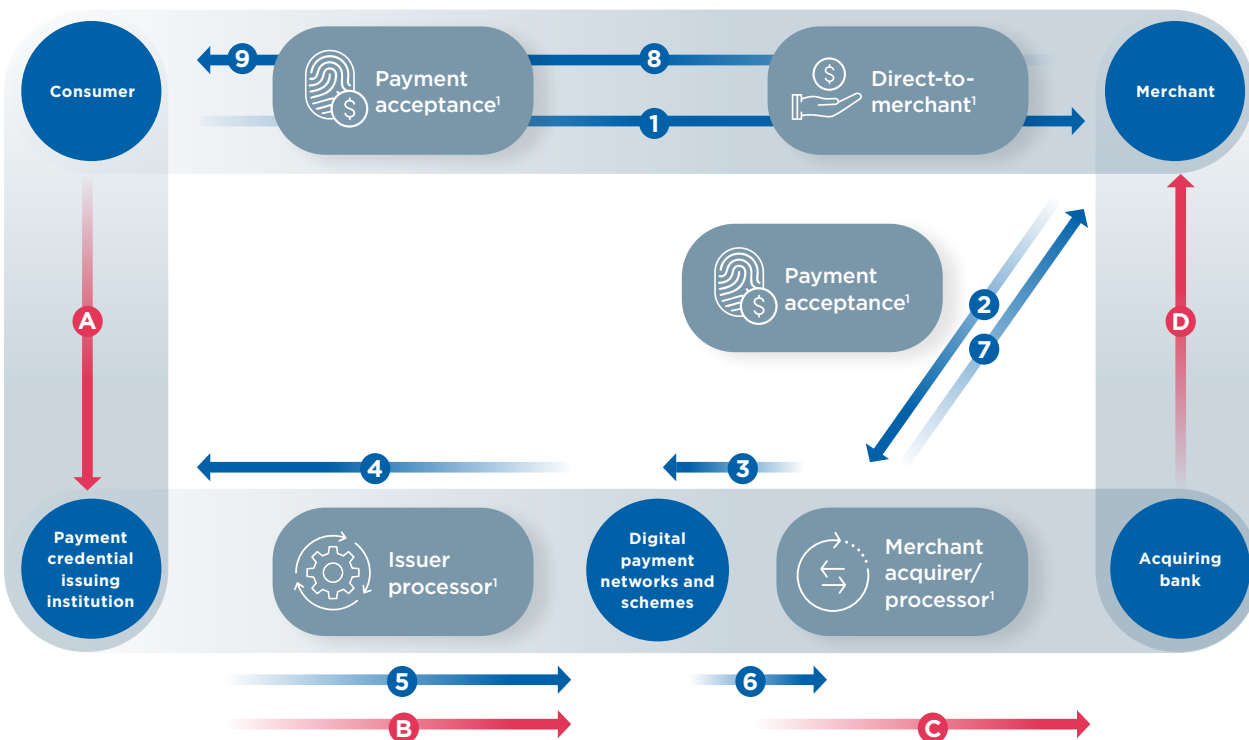 9
8
Consumer
Payment
acceptance¹
$
$
Direct-to-
merchant¹
Merchant
1
$
Payment
acceptance¹
2
7
A
D
4
3
Payment
credential
issuing
institution
Issuer
processor¹
Digital
payment
networks and
schemes
Merchant
acquirer/
processor¹
Acquiring
bank
5
6
B
C